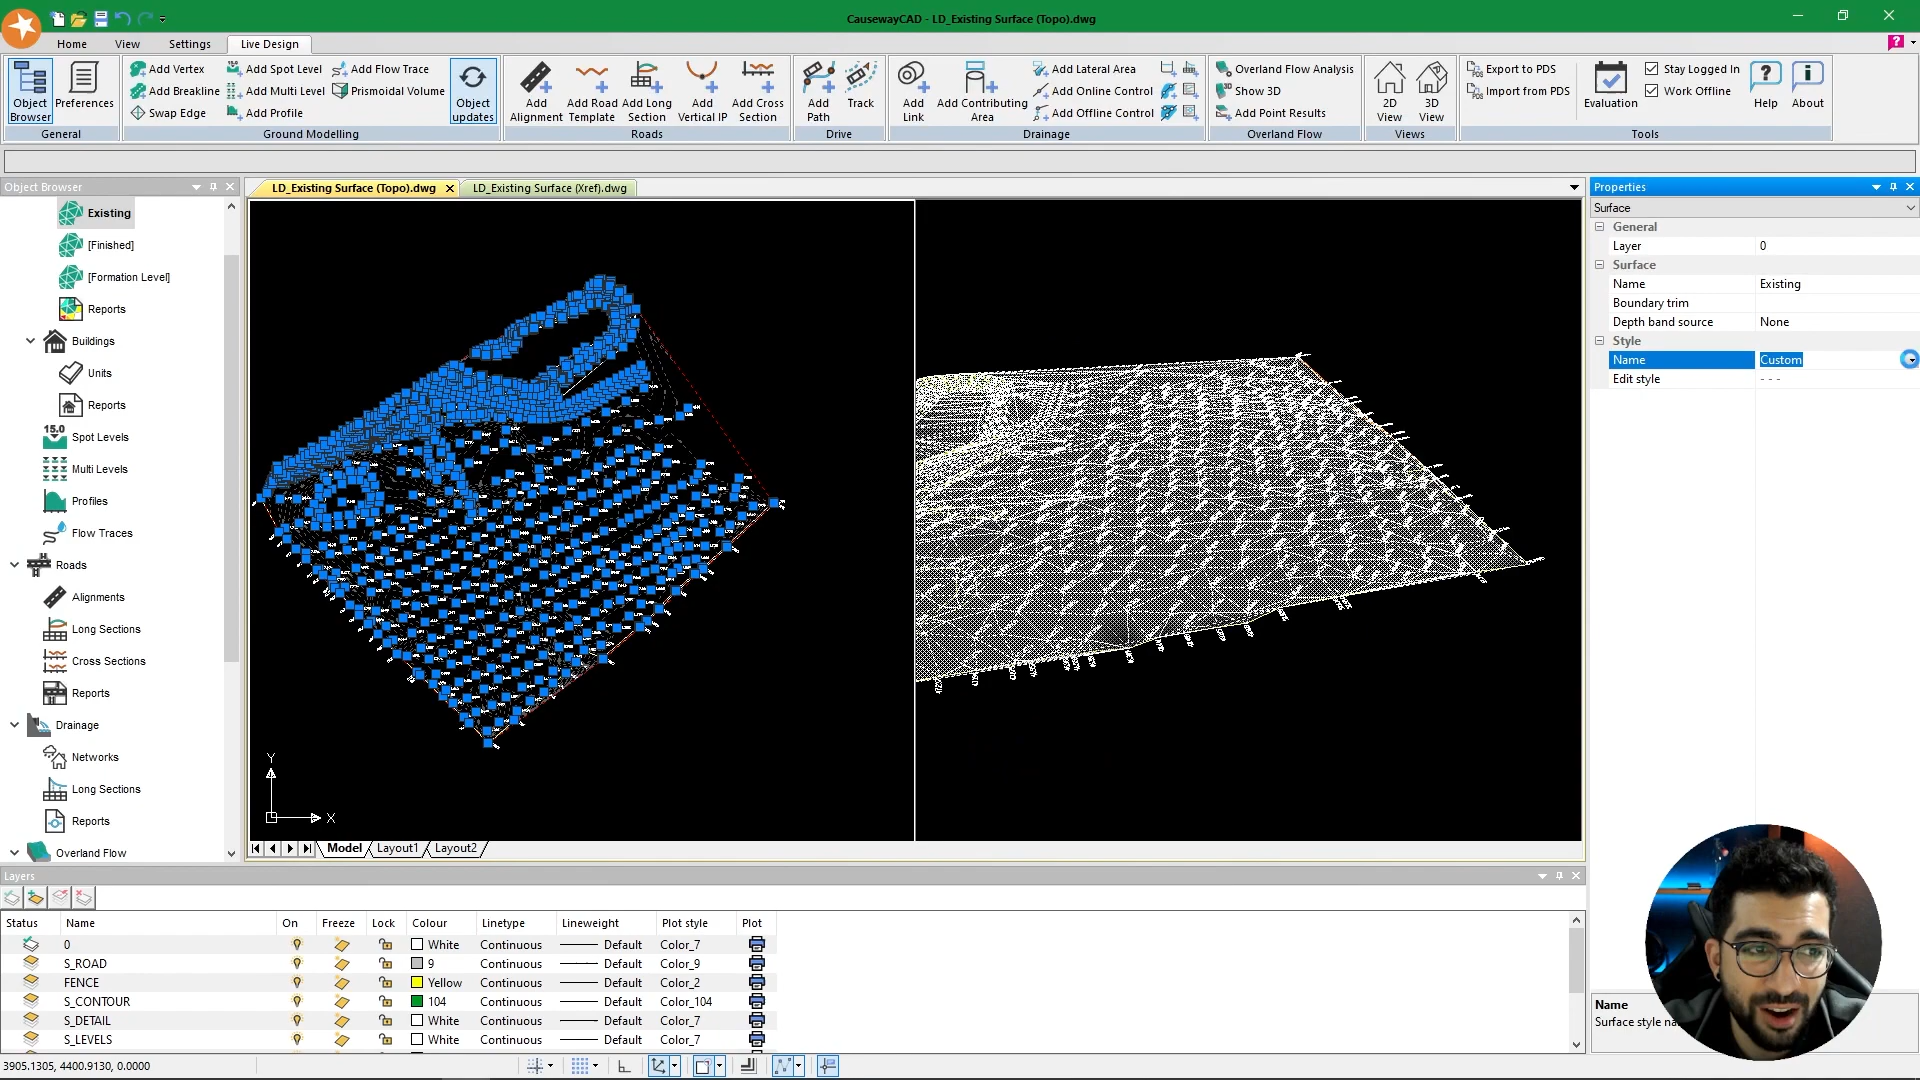 CausewayCAD - LD_Existing Surface (Topo).dwg
Home View Settings Live Design
Object Browser
Preferences
General
Add Vertex
Add Breakline
Swap Edge
Add Spot Level
Add Multi Level
Add Profile
Add Flow Trace
Prismoidal Volume
Object updates
Ground Modelling
Add Alignment
Add Road Template
Add Long Section
Add Vertical IP
Add Cross Section
Roads
Add Path
Track
Drive
Add Link
Add Contributing Area
Add Lateral Area
Add Online Control
Add Offline Control
Drainage
Overland Flow Analysis
Show 3D
Add Point Results
Overland Flow
2D View
3D View
Views
Export to PDS
Import from PDS
Evaluation
Stay Logged In
Work Offline
Help
About
Tools
Object Browser
Existing
[Finished]
[Formation Level]
Reports
Buildings
Units
Reports
15.0
Spot Levels
Multi Levels
Profiles
Flow Traces
Roads
Alignments
Long Sections
Cross Sections
Reports
Drainage
Networks
Long Sections
Reports
Overland Flow
LD_Existing Surface (Topo).dwg
LD_Existing Surface (Xref).dwg
Y
X
Model Layout1 Layout2
Properties
Surface
General
Layer 0
Surface
Name Existing
Boundary trim
Depth band source None
Style
Name Custom
Edit style - - -
Name
Surface style
Layers
Status Name On Freeze Lock Colour Linetype Lineweight Plot style Plot
0 White Continuous Default Color_7
S_ROAD 9 Continuous Default Color_9
FENCE Yellow Continuous Default Color_2
S_CONTOUR 104 Continuous Default Color_104
S_DETAIL White Continuous Default Color_7
S_LEVELS White Continuous Default Color_7
3905.1305, 4400.9130, 0.0000